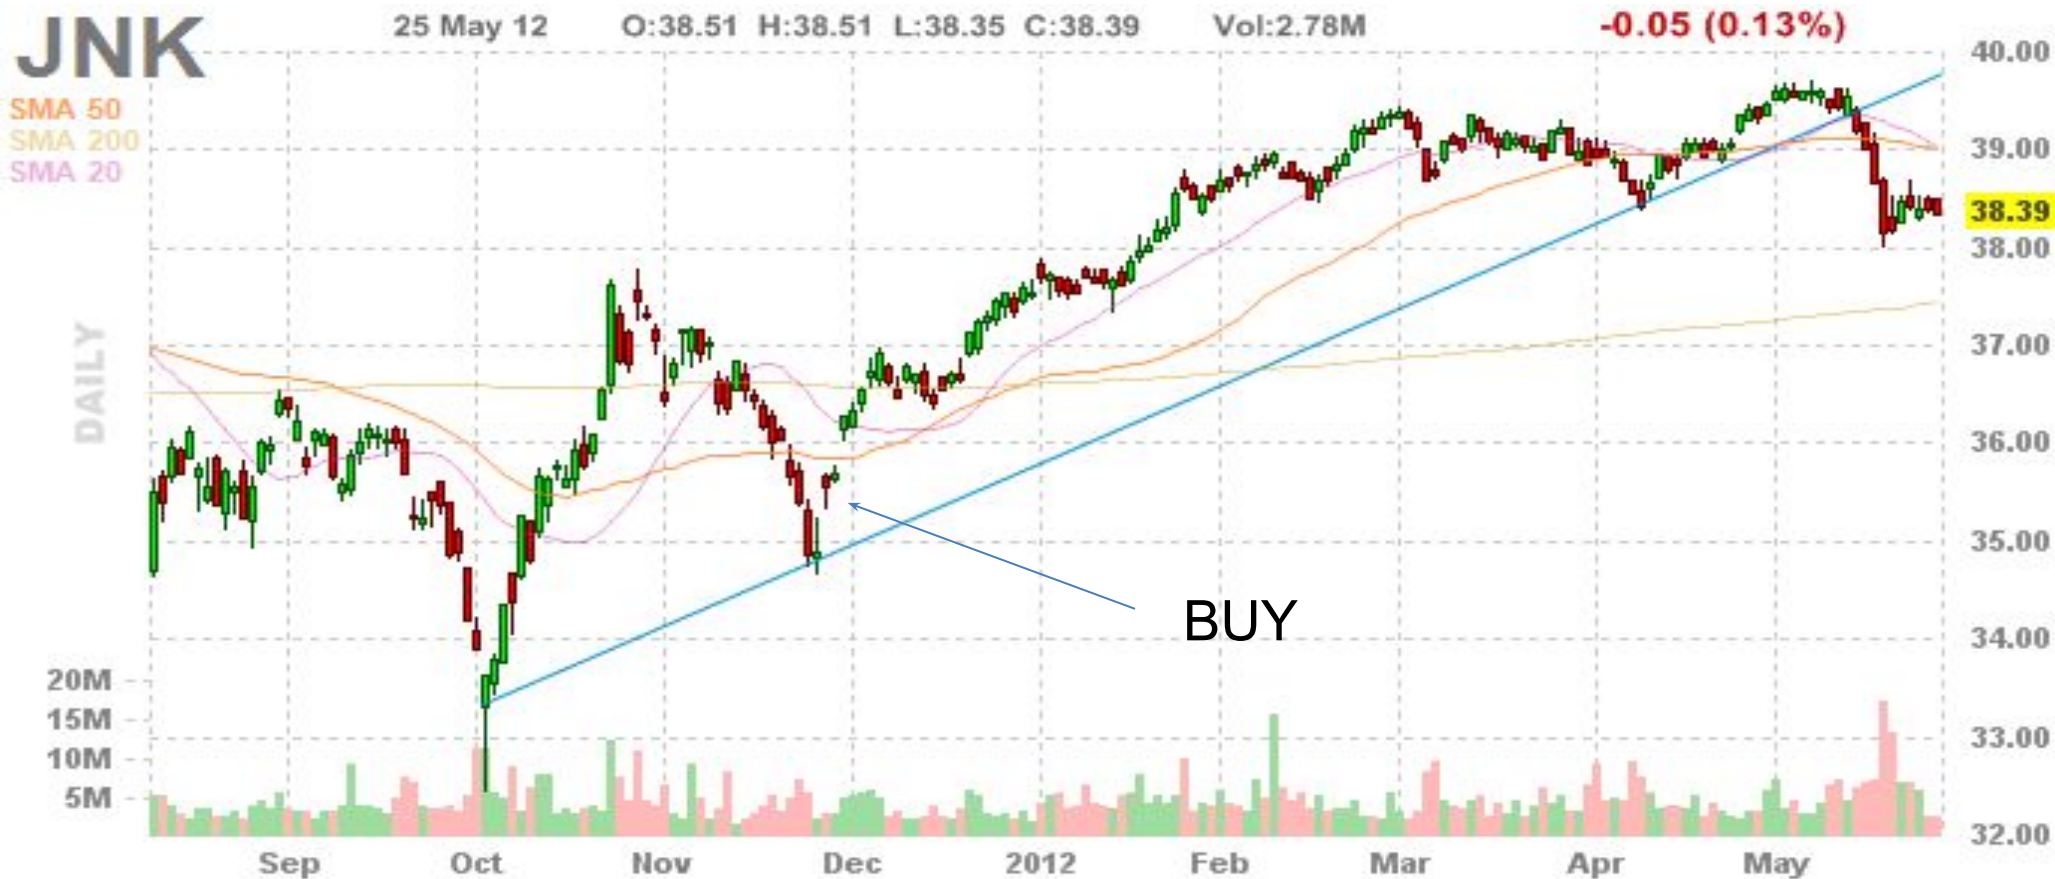 JNK
25 May 12 O:38.51 H:38.51 L:38.35 C:38.39 Vol:2.78M -0.05 (0.13%)
SMA 50
SMA 200
SMA 20
DAILY
40.00
39.00
38.39
38.00
37.00
36.00
35.00
34.00
33.00
32.00
BUY
20M
15M
10M
5M
Sep Oct Nov Dec 2012 Feb Mar Apr May